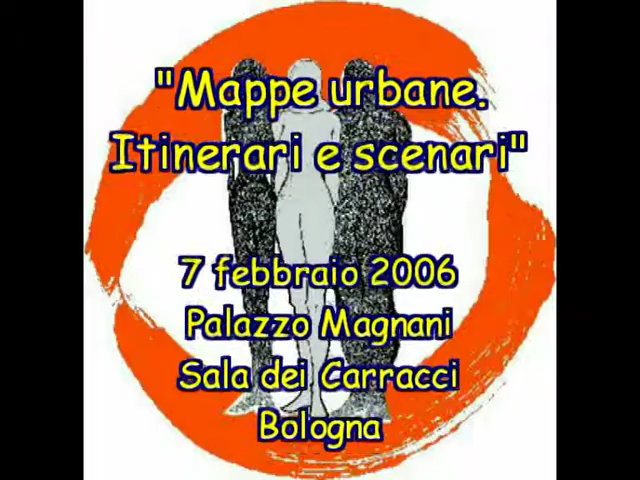 "Mappe urbane.
Itinerari e scenari"
7 febbraio 2006
Palazzo Magnani
Sala dei Carracci
Bologna